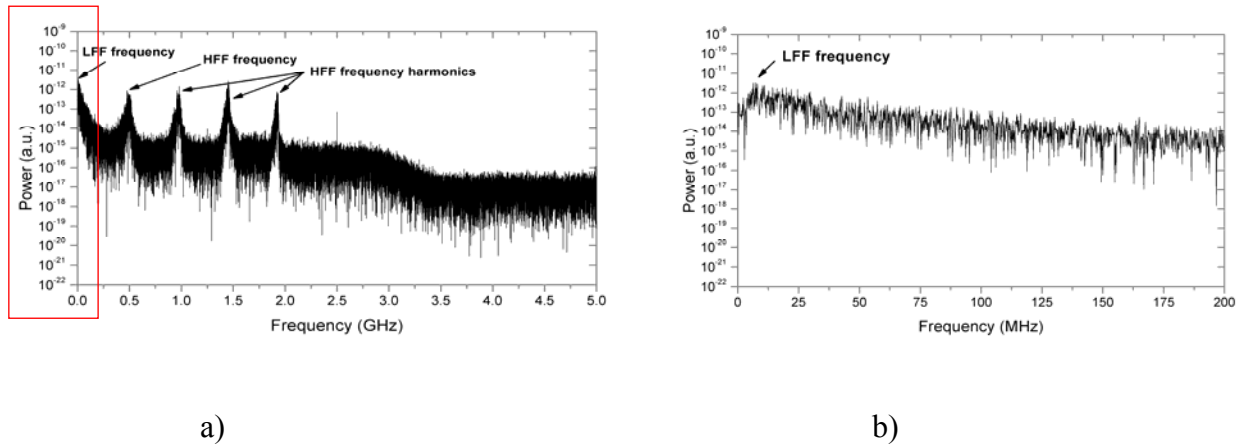 10⁻⁹
10⁻¹⁰
10⁻¹¹
10⁻¹²
10⁻¹³
10⁻¹⁴
10⁻¹⁵
10⁻¹⁶
10⁻¹⁷
10⁻¹⁸
10⁻¹⁹
10⁻²⁰
10⁻²¹
10⁻²²
Power (a.u.)
LFF frequency
HFF frequency
HFF frequency harmonics
0.0 0.5 1.0 1.5 2.0 2.5 3.0 3.5 4.0 4.5 5.0
Frequency (GHz)
a)
10⁻⁹
10⁻¹⁰
10⁻¹¹
10⁻¹²
10⁻¹³
10⁻¹⁴
10⁻¹⁵
10⁻¹⁶
10⁻¹⁷
10⁻¹⁸
10⁻¹⁹
10⁻²⁰
10⁻²¹
10⁻²²
Power (a.u.)
LFF frequency
0 25 50 75 100 125 150 175 200
Frequency (MHz)
b)